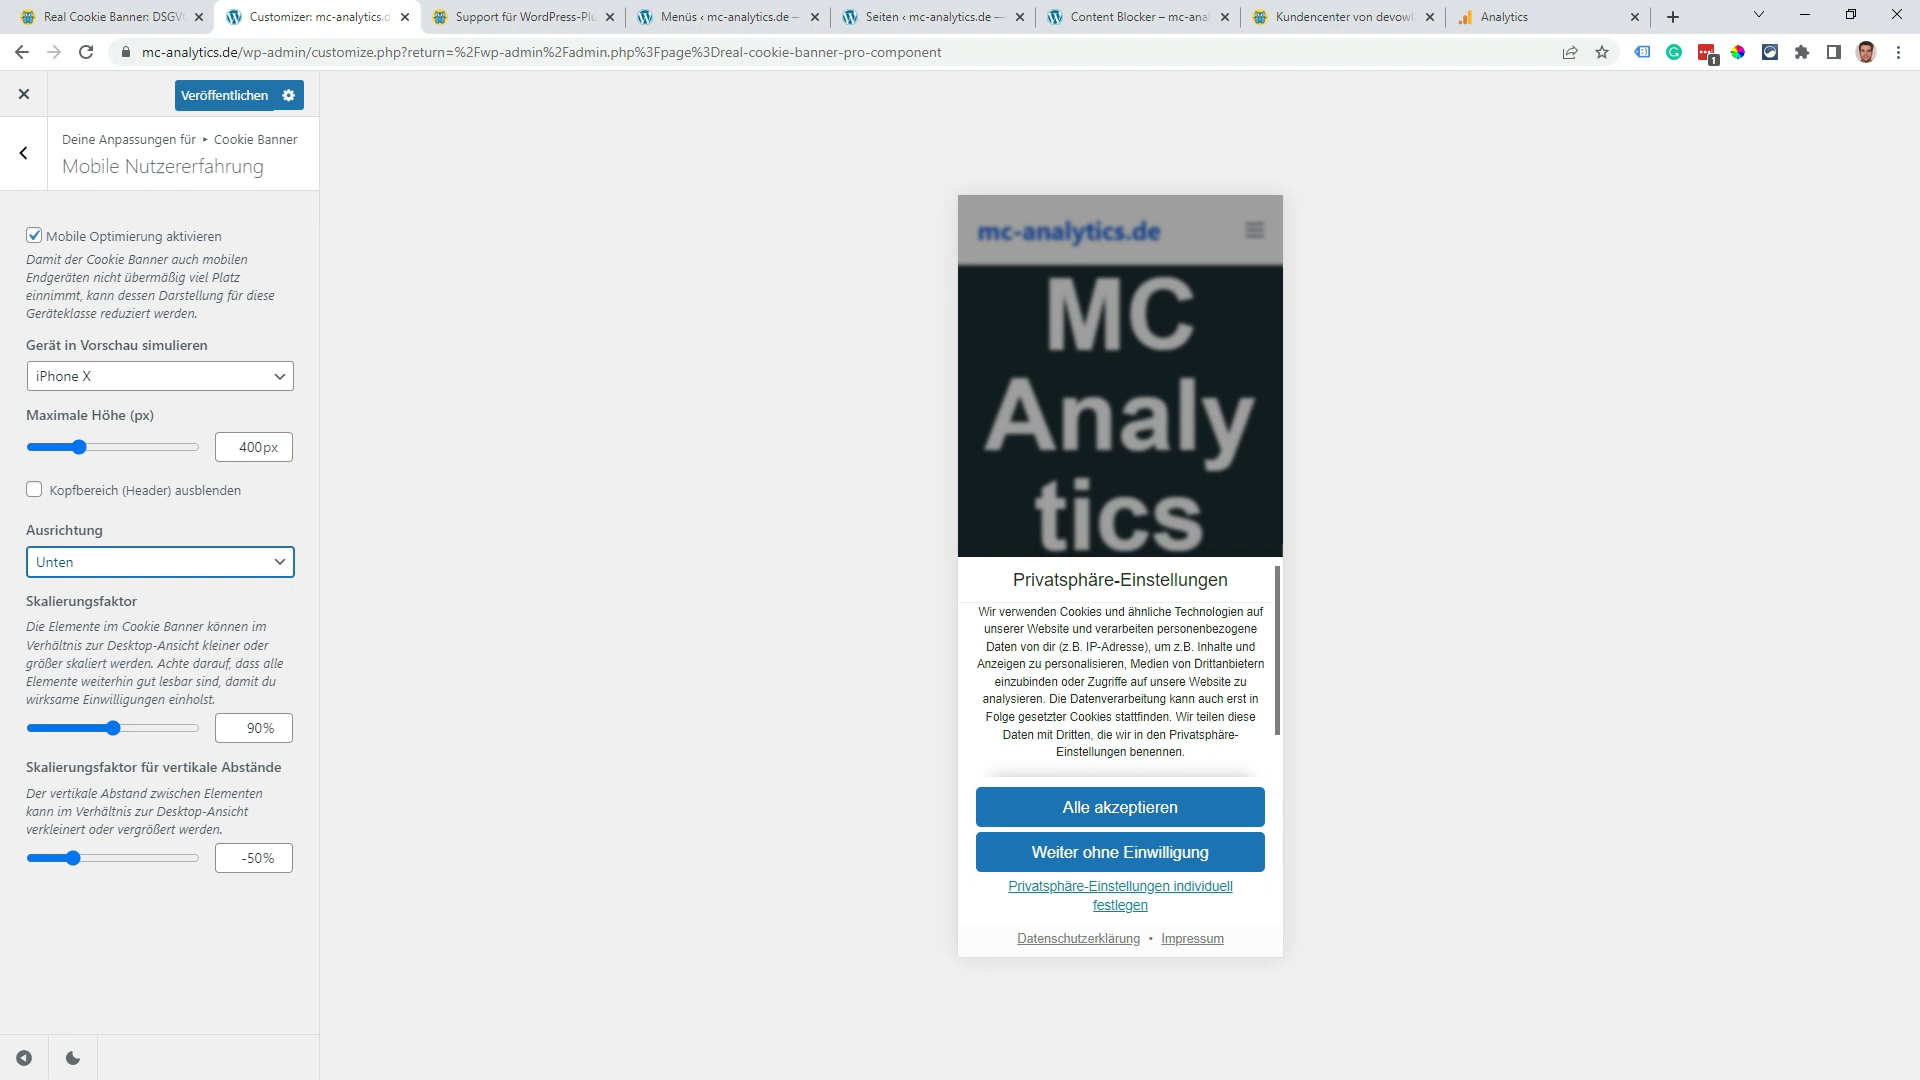 Real Cookie Banner: DSGV
Customizer: mc-analytics.d
Support für WordPress-Plu
Menüs ‹ mc-analytics.de —
Seiten ‹ mc-analytics.de —
Content Blocker – mc-anal
Kundencenter von devowl.
Analytics
mc-analytics.de/wp-admin/customize.php?return=%2Fwp-admin%2Fadmin.php%3Fpage%3Dreal-cookie-banner-pro-component
1
Veröffentlichen
Deine Anpassungen für ▸ Cookie Banner
Mobile Nutzererfahrung
Mobile Optimierung aktivieren
Damit der Cookie Banner auch mobilen
Endgeräten nicht übermäßig viel Platz
einnimmt, kann dessen Darstellung für diese
Geräteklasse reduziert werden.
Gerät in Vorschau simulieren
iPhone X
Maximale Höhe (px)
400px
Kopfbereich (Header) ausblenden
Ausrichtung
Unten
Skalierungsfaktor
Die Elemente im Cookie Banner können im
Verhältnis zur Desktop-Ansicht kleiner oder
größer skaliert werden. Achte darauf, dass alle
Elemente weiterhin gut lesbar sind, damit du
wirksame Einwilligungen einholst.
90%
Skalierungsfaktor für vertikale Abstände
Der vertikale Abstand zwischen Elementen
kann im Verhältnis zur Desktop-Ansicht
verkleinert oder vergrößert werden.
-50%
mc-analytics.de
MC
Analy
tics
Privatsphäre-Einstellungen
Wir verwenden Cookies und ähnliche Technologien auf
unserer Website und verarbeiten personenbezogene
Daten von dir (z.B. IP-Adresse), um z.B. Inhalte und
Anzeigen zu personalisieren, Medien von Drittanbietern
einzubinden oder Zugriffe auf unsere Website zu
analysieren. Die Datenverarbeitung kann auch erst in
Folge gesetzter Cookies stattfinden. Wir teilen diese
Daten mit Dritten, die wir in den Privatsphäre-
Einstellungen benennen.
Alle akzeptieren
Weiter ohne Einwilligung
Privatsphäre-Einstellungen individuell
festlegen
Datenschutzerklärung • Impressum